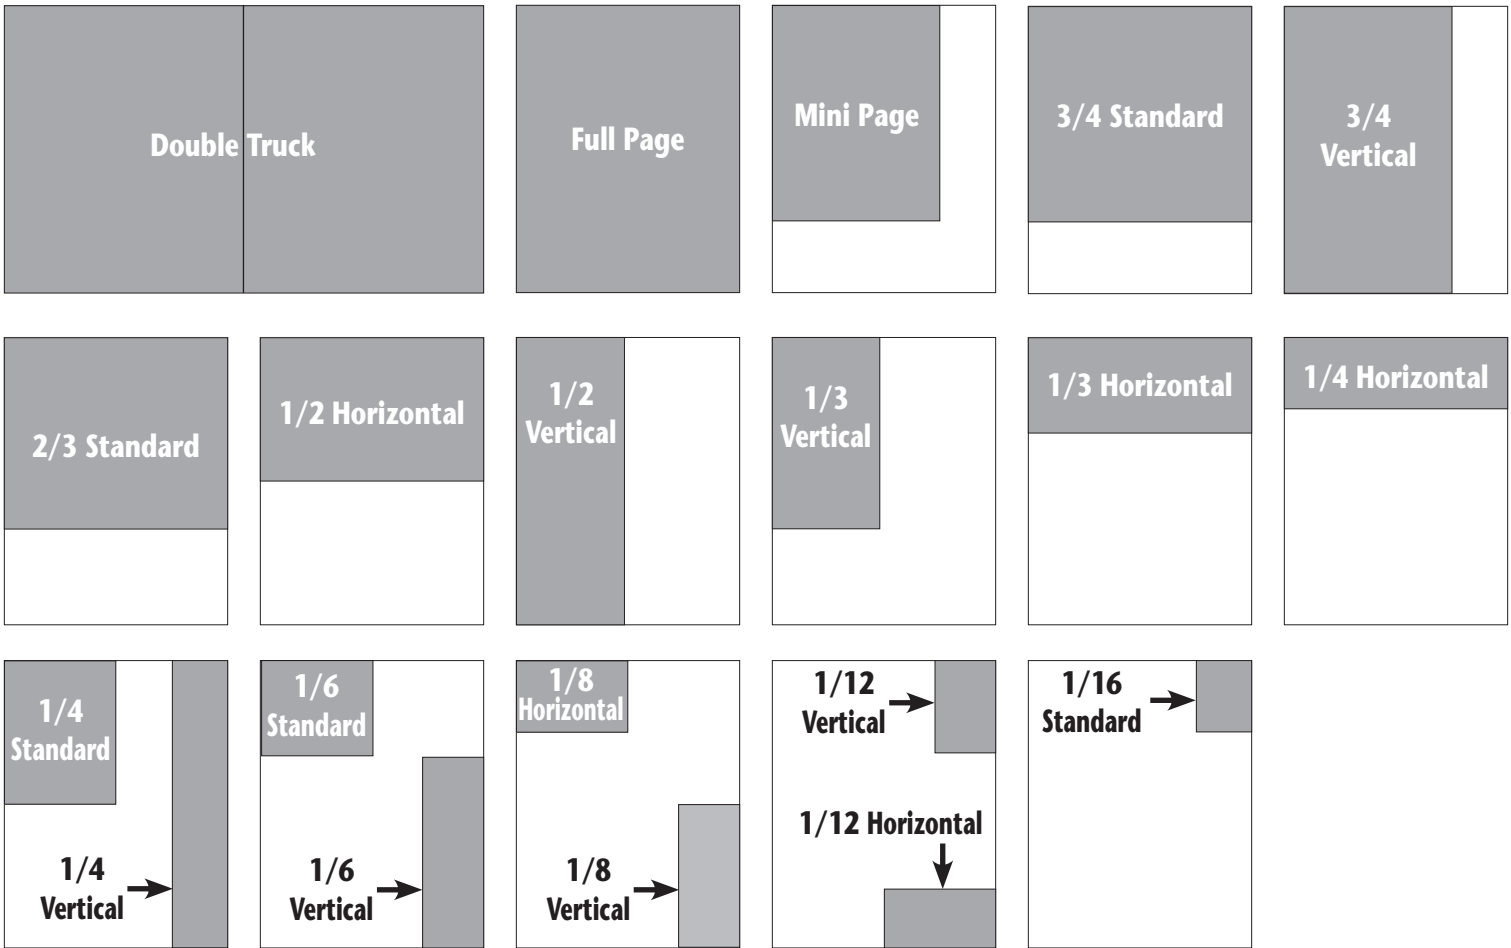 Double Truck
Full Page
Mini Page
3/4 Standard
3/4
Vertical
2/3 Standard
1/2 Horizontal
1/2
Vertical
1/3
Vertical
1/3 Horizontal
1/4 Horizontal
1/4
Standard
1/4
Vertical
1/6
Standard
1/6
Vertical
1/8
Horizontal
1/8
Vertical
1/12
Vertical
1/12 Horizontal
1/16
Standard